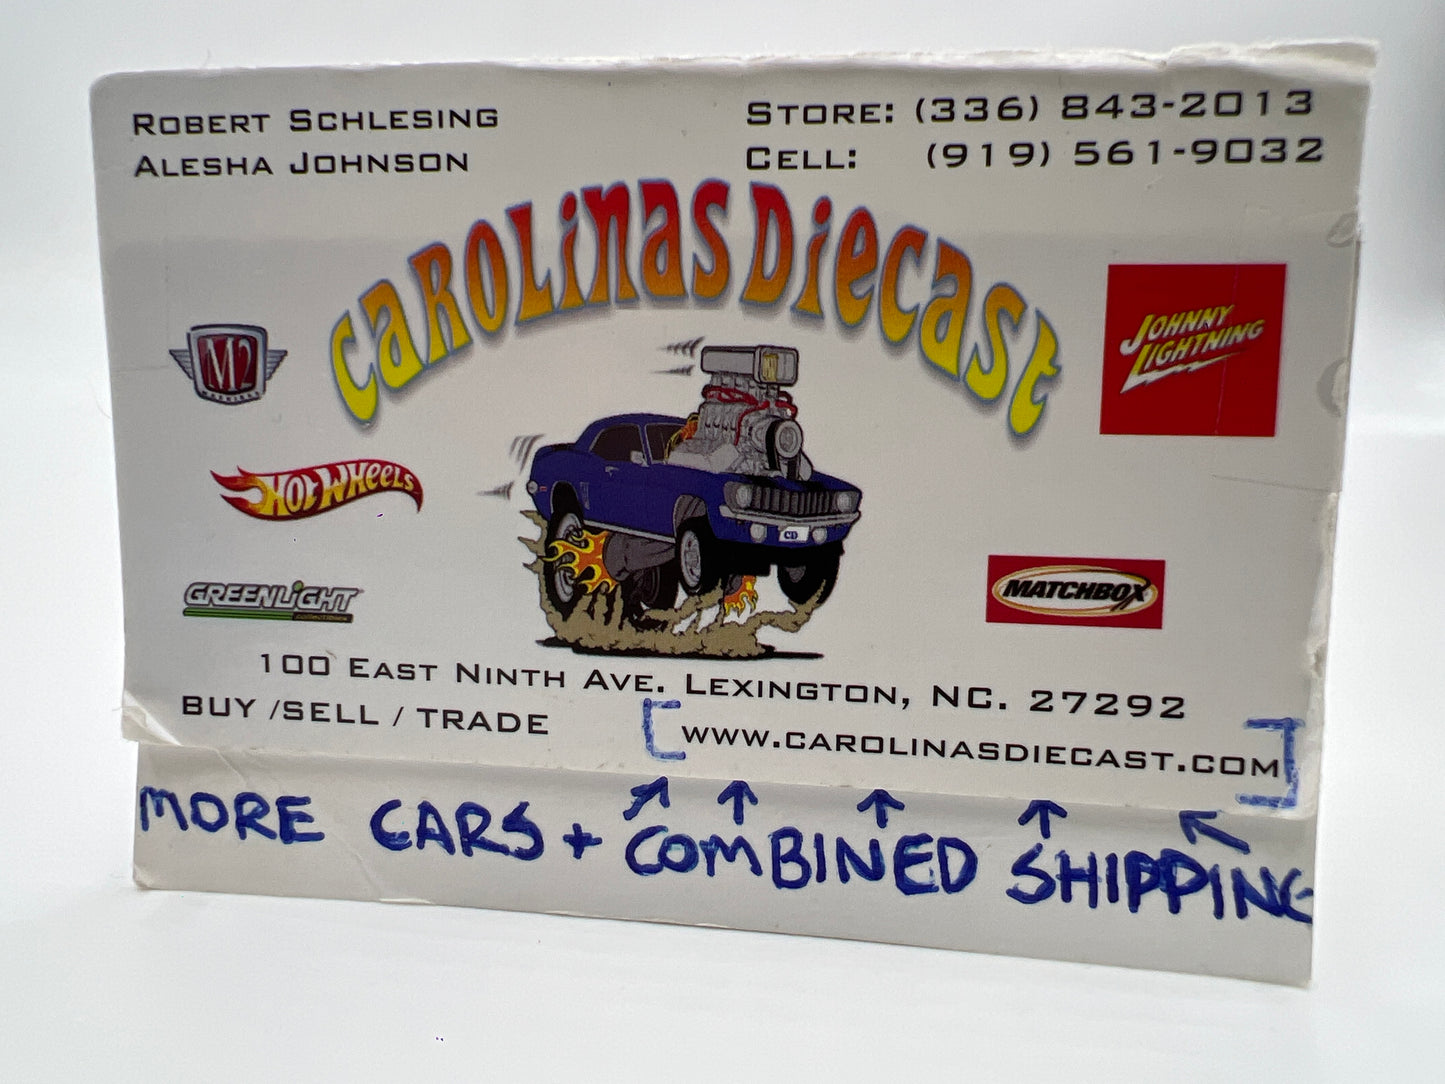 ROBERT SCHLESING
ALESHA JOHNSON
STORE: (336) 843-2013
CELL: (919) 561-9032
CAROLINAS DIECAST
M2
MACHINES
JOHNNY
LIGHTNING
HOT WHEELS
GREENLIGHT
COLLECTIBLES
MATCHBOX
CD
100 EAST NINTH AVE. LEXINGTON, NC. 27292
BUY /SELL / TRADE
WWW.CAROLINASDIECAST.COM
MORE CARS + COMBINED SHIPPING